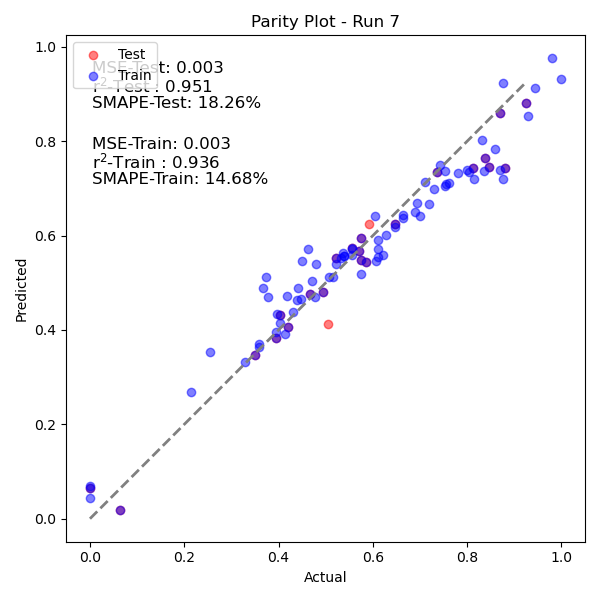 Parity Plot - Run 7
Test
Train
MSE-Test: 0.003
r²-Test : 0.951
SMAPE-Test: 18.26%
MSE-Train: 0.003
r²-Train : 0.936
SMAPE-Train: 14.68%
1.0
0.8
0.6
0.4
0.2
0.0
Predicted
0.0 0.2 0.4 0.6 0.8 1.0
Actual